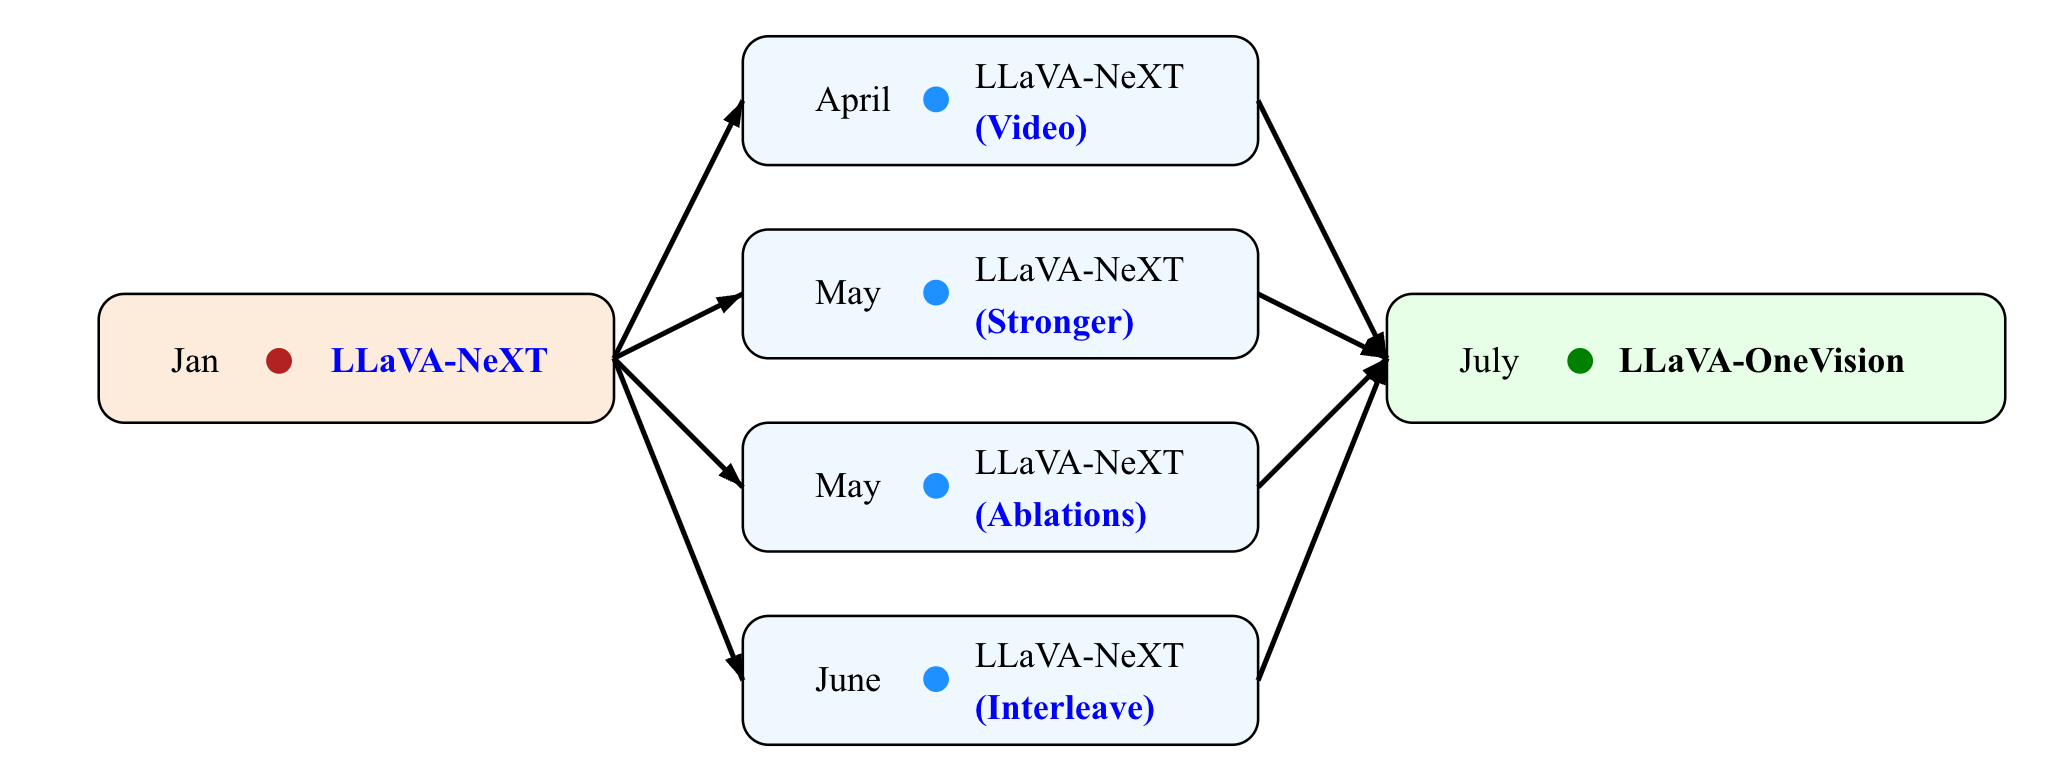 Jan LLaVA-NeXT
April LLaVA-NeXT
(Video)
May LLaVA-NeXT
(Stronger)
May LLaVA-NeXT
(Ablations)
June LLaVA-NeXT
(Interleave)
July LLaVA-OneVision